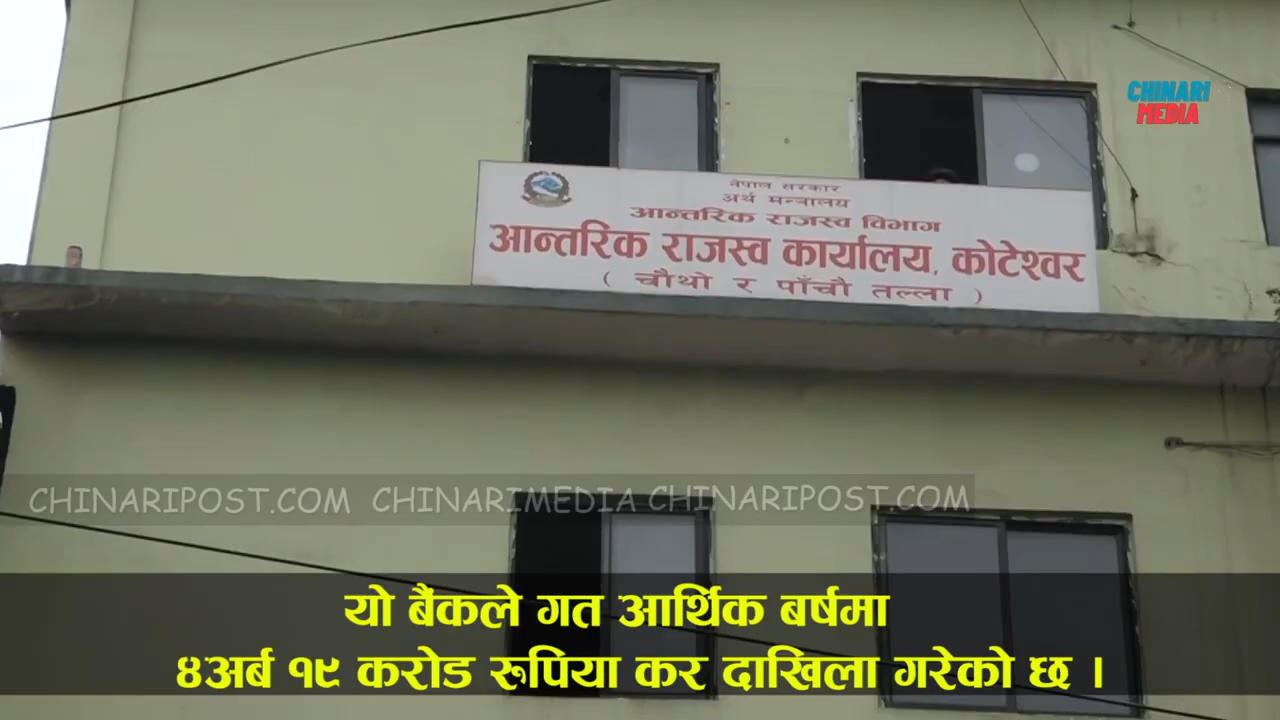 CHINARI
MEDIA
नेपाल सरकार
अर्थ मन्त्रालय
आन्तरिक राजस्व विभाग
आन्तरिक राजस्व कार्यालय, कोटेश्वर
( चौथो र पाँचौ तल्ला )
CHINARIPOST.COM CHINARIMEDIA CHINARIPOST.COM
यो बैंकले गत आर्थिक बर्षमा
४अर्ब १९ करोड रुपिया कर दाखिला गरेको छ ।